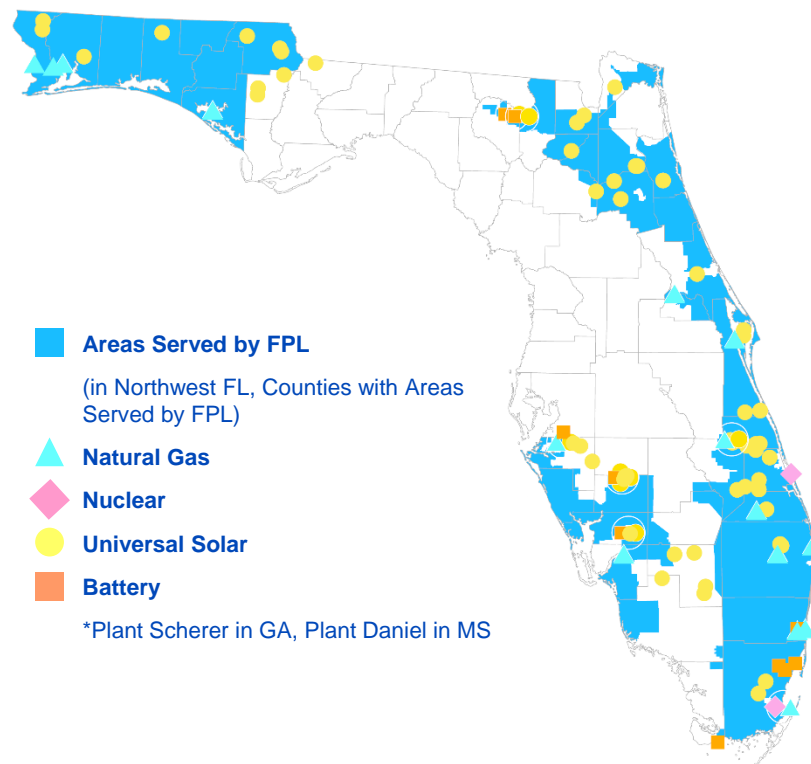 Areas Served by FPL
(in Northwest FL, Counties with Areas
Served by FPL)
Natural Gas
Nuclear
Universal Solar
Battery
*Plant Scherer in GA, Plant Daniel in MS